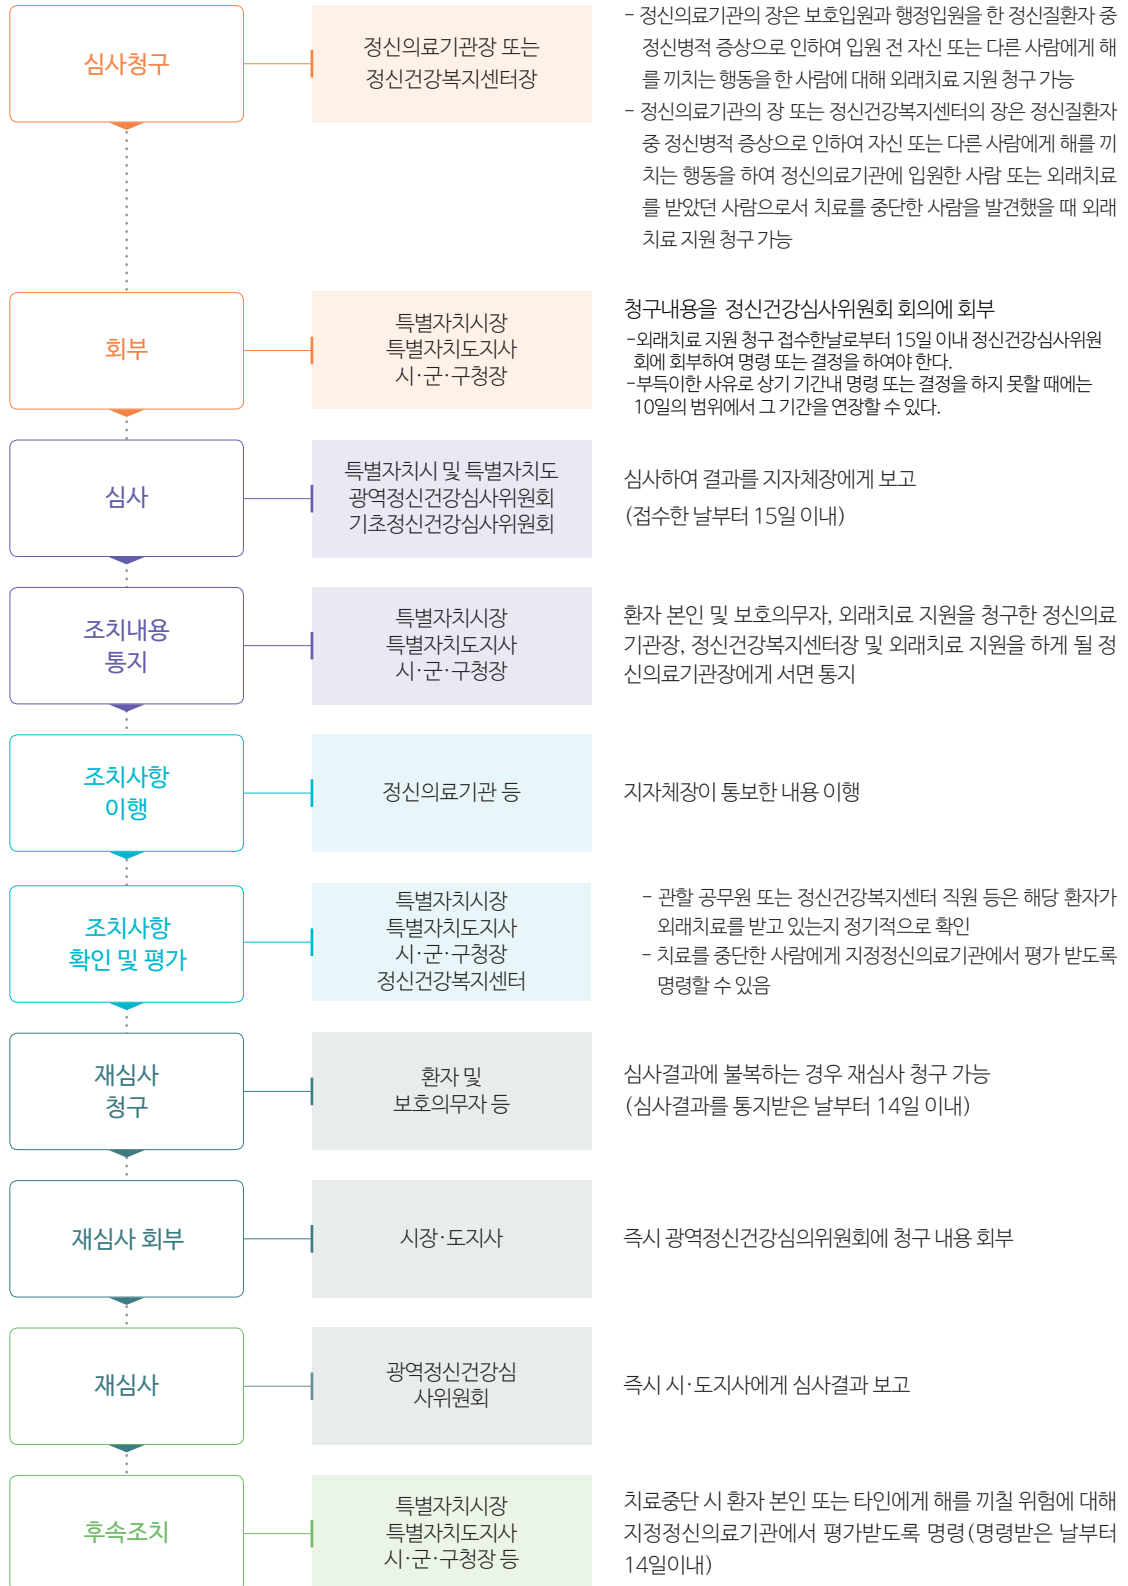 심사청구
정신의료기관장 또는
정신건강복지센터장
- 정신의료기관의 장은 보호입원과 행정입원을 한 정신질환자 중
정신병적 증상으로 인하여 입원 전 자신 또는 다른 사람에게 해
를 끼치는 행동을 한 사람에 대해 외래치료 지원 청구 가능
- 정신의료기관의 장 또는 정신건강복지센터의 장은 정신질환자
중 정신병적 증상으로 인하여 자신 또는 다른 사람에게 해를 끼
치는 행동을 하여 정신의료기관에 입원한 사람 또는 외래치료
를 받았던 사람으로서 치료를 중단한 사람을 발견했을 때 외래
치료 지원 청구 가능
회부
특별자치시장
특별자치도지사
시·군·구청장
청구내용을 정신건강심사위원회 회의에 회부
-외래치료 지원 청구 접수한날로부터 15일 이내 정신건강심사위원
회에 회부하여 명령 또는 결정을 하여야 한다.
-부득이한 사유로 상기 기간내 명령 또는 결정을 하지 못할 때에는
10일의 범위에서 그 기간을 연장할 수 있다.
심사
특별자치시 및 특별자치도
광역정신건강심사위원회
기초정신건강심사위원회
심사하여 결과를 지자체장에게 보고
(접수한 날부터 15일 이내)
조치내용
통지
특별자치시장
특별자치도지사
시·군·구청장
환자 본인 및 보호의무자, 외래치료 지원을 청구한 정신의료
기관장, 정신건강복지센터장 및 외래치료 지원을 하게 될 정
신의료기관장에게 서면 통지
조치사항
이행
정신의료기관 등
지자체장이 통보한 내용 이행
조치사항
확인 및 평가
특별자치시장
특별자치도지사
시·군·구청장
정신건강복지센터
- 관할 공무원 또는 정신건강복지센터 직원 등은 해당 환자가
외래치료를 받고 있는지 정기적으로 확인
- 치료를 중단한 사람에게 지정정신의료기관에서 평가 받도록
명령할 수 있음
재심사
청구
환자 및
보호의무자 등
심사결과에 불복하는 경우 재심사 청구 가능
(심사결과를 통지받은 날부터 14일 이내)
재심사 회부
시장·도지사
즉시 광역정신건강심의위원회에 청구 내용 회부
재심사
광역정신건강심
사위원회
즉시 시·도지사에게 심사결과 보고
후속조치
특별자치시장
특별자치도지사
시·군·구청장 등
치료중단 시 환자 본인 또는 타인에게 해를 끼칠 위험에 대해
지정정신의료기관에서 평가받도록 명령(명령받은 날부터
14일이내)